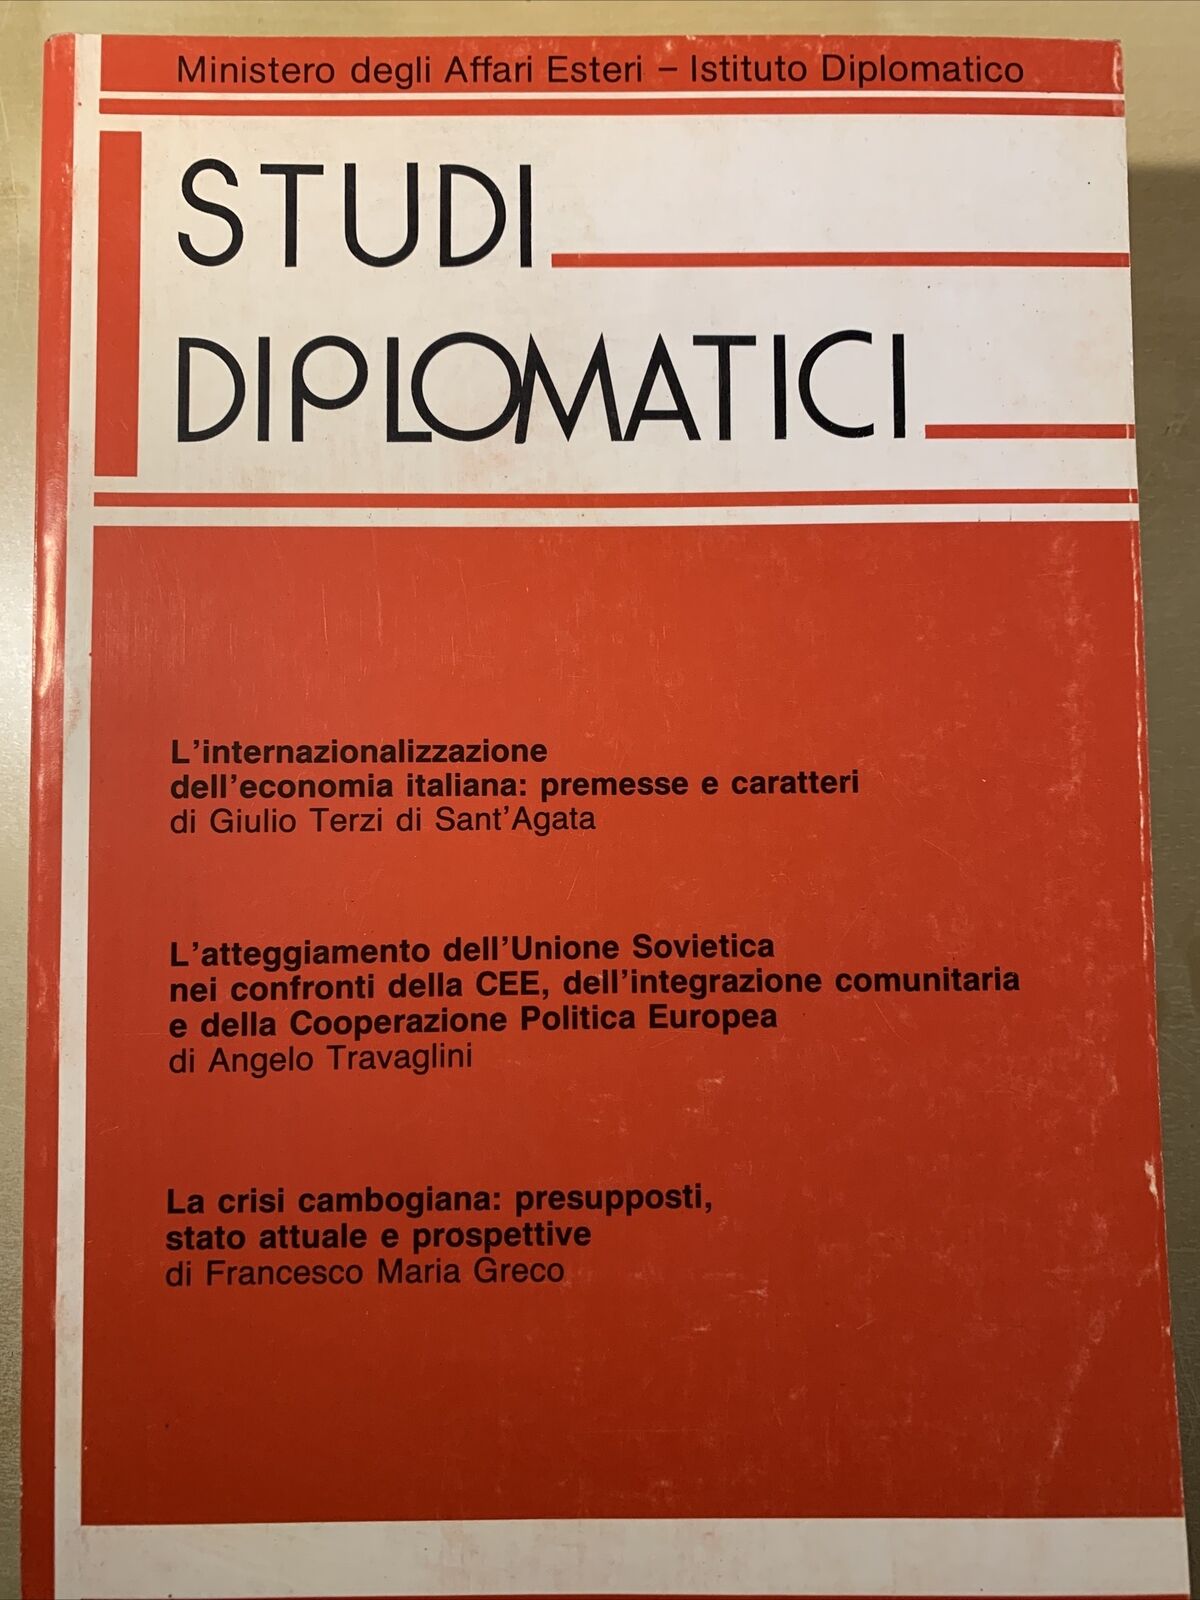 Ministero degli Affari Esteri – Istituto Diplomatico
STUDI
DIPLOMATICI
L'internazionalizzazione
dell'economia italiana: premesse e caratteri
di Giulio Terzi di Sant'Agata
L'atteggiamento dell'Unione Sovietica
nei confronti della CEE, dell'integrazione comunitaria
e della Cooperazione Politica Europea
di Angelo Travaglini
La crisi cambogiana: presupposti,
stato attuale e prospettive
di Francesco Maria Greco